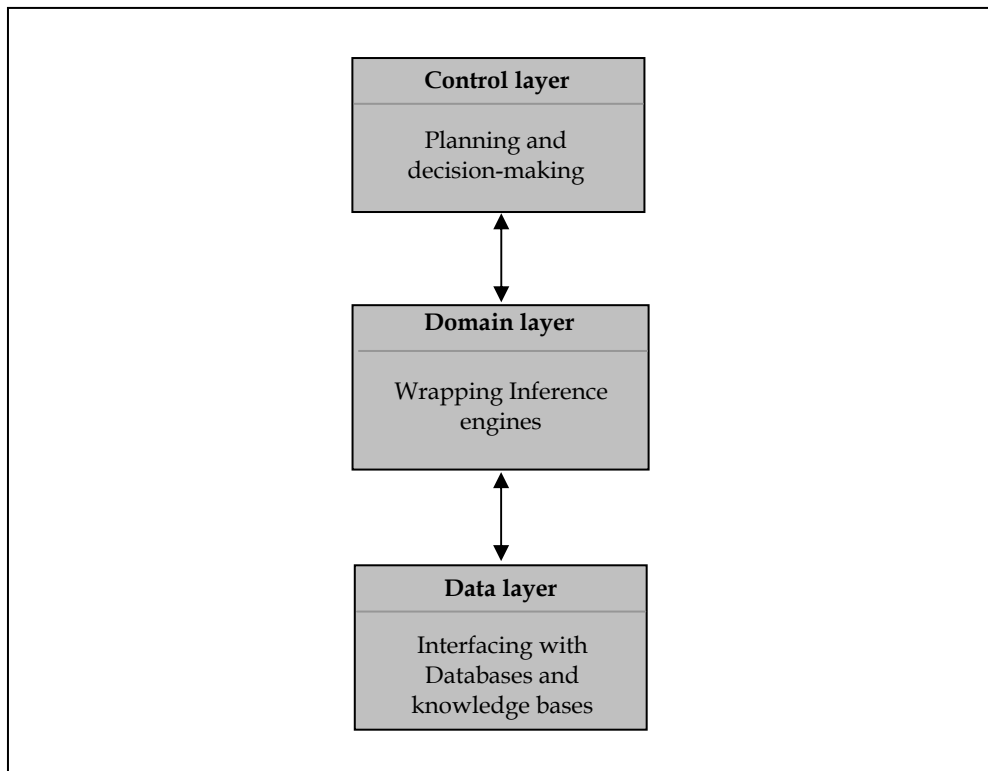 Control layer
Planning and
decision-making
Domain layer
Wrapping Inference
engines
Data layer
Interfacing with
Databases and
knowledge bases